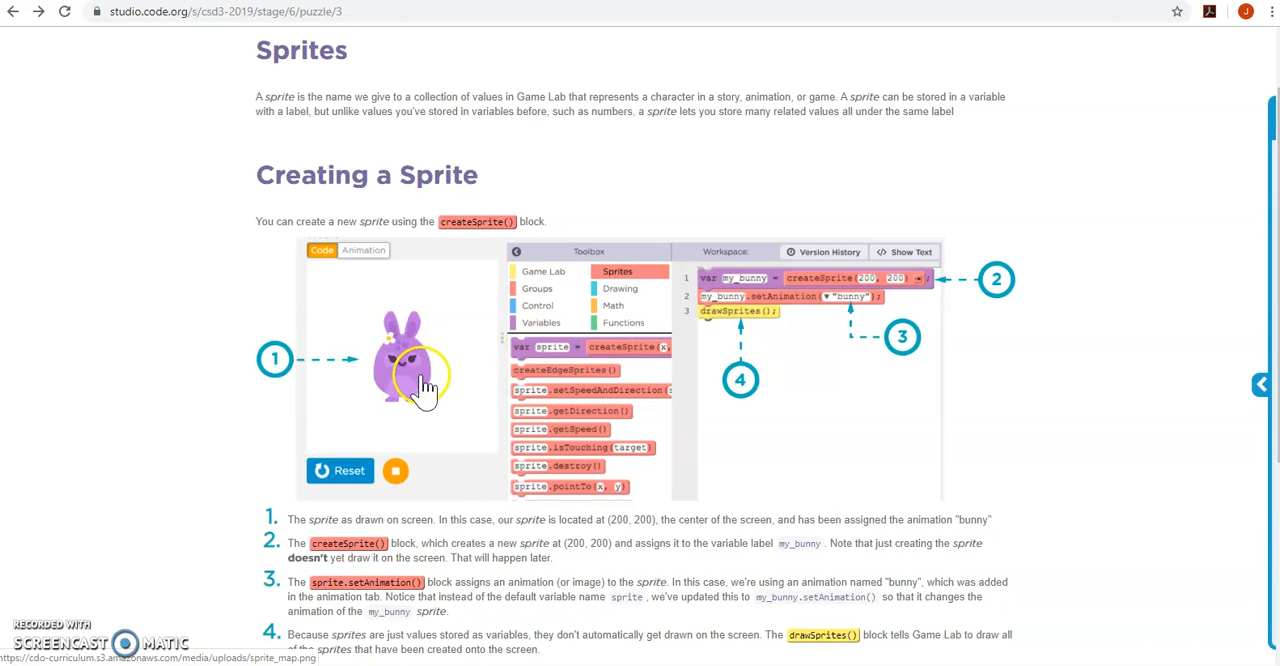 studio.code.org/s/csd3-2019/stage/6/puzzle/3
J
Sprites
A sprite is the name we give to a collection of values in Game Lab that represents a character in a story, animation, or game. A sprite can be stored in a variable
with a label, but unlike values you've stored in variables before, such as numbers, a sprite lets you store many related values all under the same label
Creating a Sprite
You can create a new sprite using the createSprite() block.
Code Animation
Toolbox
Workspace: Version History </> Show Text
Game Lab Sprites
Groups Drawing
Control Math
Variables Functions
var sprite = createSprite(x,
createEdgeSprites()
sprite.setSpeedAndDirection(
sprite.getDirection()
sprite.getSpeed()
sprite.isTouching(target)
sprite.destroy()
sprite.pointTo(x, y)
1 var my_bunny = createSprite(200, 200);
2 my_bunny.setAnimation(▼"bunny");
3 drawSprites();
1
2
3
4
Reset
1. The sprite as drawn on screen. In this case, our sprite is located at (200, 200), the center of the screen, and has been assigned the animation "bunny"
2. The createSprite() block, which creates a new sprite at (200, 200) and assigns it to the variable label my_bunny . Note that just creating the sprite
doesn't yet draw it on the screen. That will happen later.
3. The sprite.setAnimation() block assigns an animation (or image) to the sprite. In this case, we're using an animation named "bunny", which was added
in the animation tab. Notice that instead of the default variable name sprite , we've updated this to my_bunny.setAnimation() so that it changes the
animation of the my_bunny sprite.
4. Because sprites are just values stored as variables, they don't automatically get drawn on the screen. The drawSprites() block tells Game Lab to draw all
of the sprites that have been created onto the screen.
RECORDED WITH
SCREENCAST MATIC
https://cdo-curriculum.s3.amazonaws.com/media/uploads/sprite_map.png